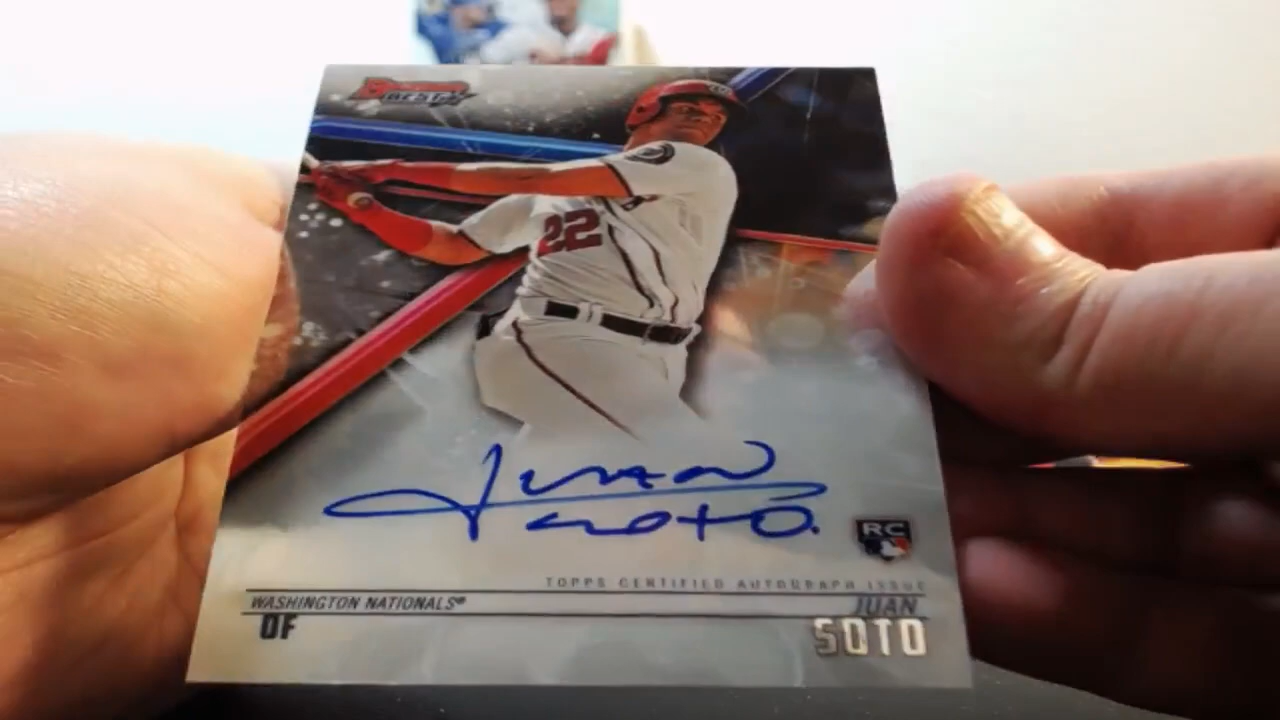 BOWMAN'S
BEST
22
Juan
Soto
RC
TOPPS CERTIFIED AUTOGRAPH ISSUE
WASHINGTON NATIONALS®
JUAN
OF
SOTO